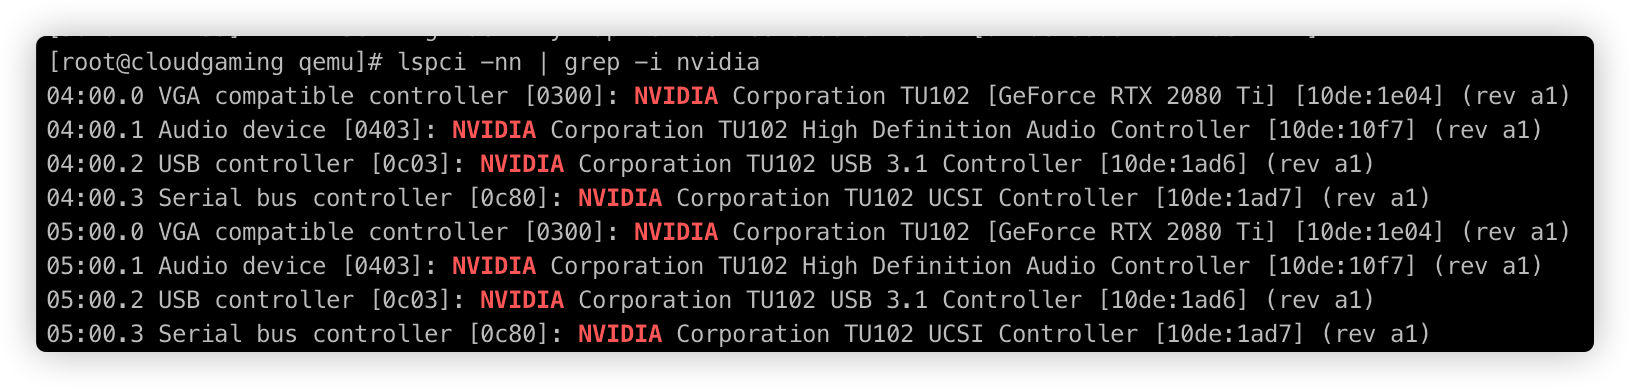 [root@cloudgaming qemu]# lspci -nn | grep -i nvidia
04:00.0 VGA compatible controller [0300]: NVIDIA Corporation TU102 [GeForce RTX 2080 Ti] [10de:1e04] (rev a1)
04:00.1 Audio device [0403]: NVIDIA Corporation TU102 High Definition Audio Controller [10de:10f7] (rev a1)
04:00.2 USB controller [0c03]: NVIDIA Corporation TU102 USB 3.1 Controller [10de:1ad6] (rev a1)
04:00.3 Serial bus controller [0c80]: NVIDIA Corporation TU102 UCSI Controller [10de:1ad7] (rev a1)
05:00.0 VGA compatible controller [0300]: NVIDIA Corporation TU102 [GeForce RTX 2080 Ti] [10de:1e04] (rev a1)
05:00.1 Audio device [0403]: NVIDIA Corporation TU102 High Definition Audio Controller [10de:10f7] (rev a1)
05:00.2 USB controller [0c03]: NVIDIA Corporation TU102 USB 3.1 Controller [10de:1ad6] (rev a1)
05:00.3 Serial bus controller [0c80]: NVIDIA Corporation TU102 UCSI Controller [10de:1ad7] (rev a1)